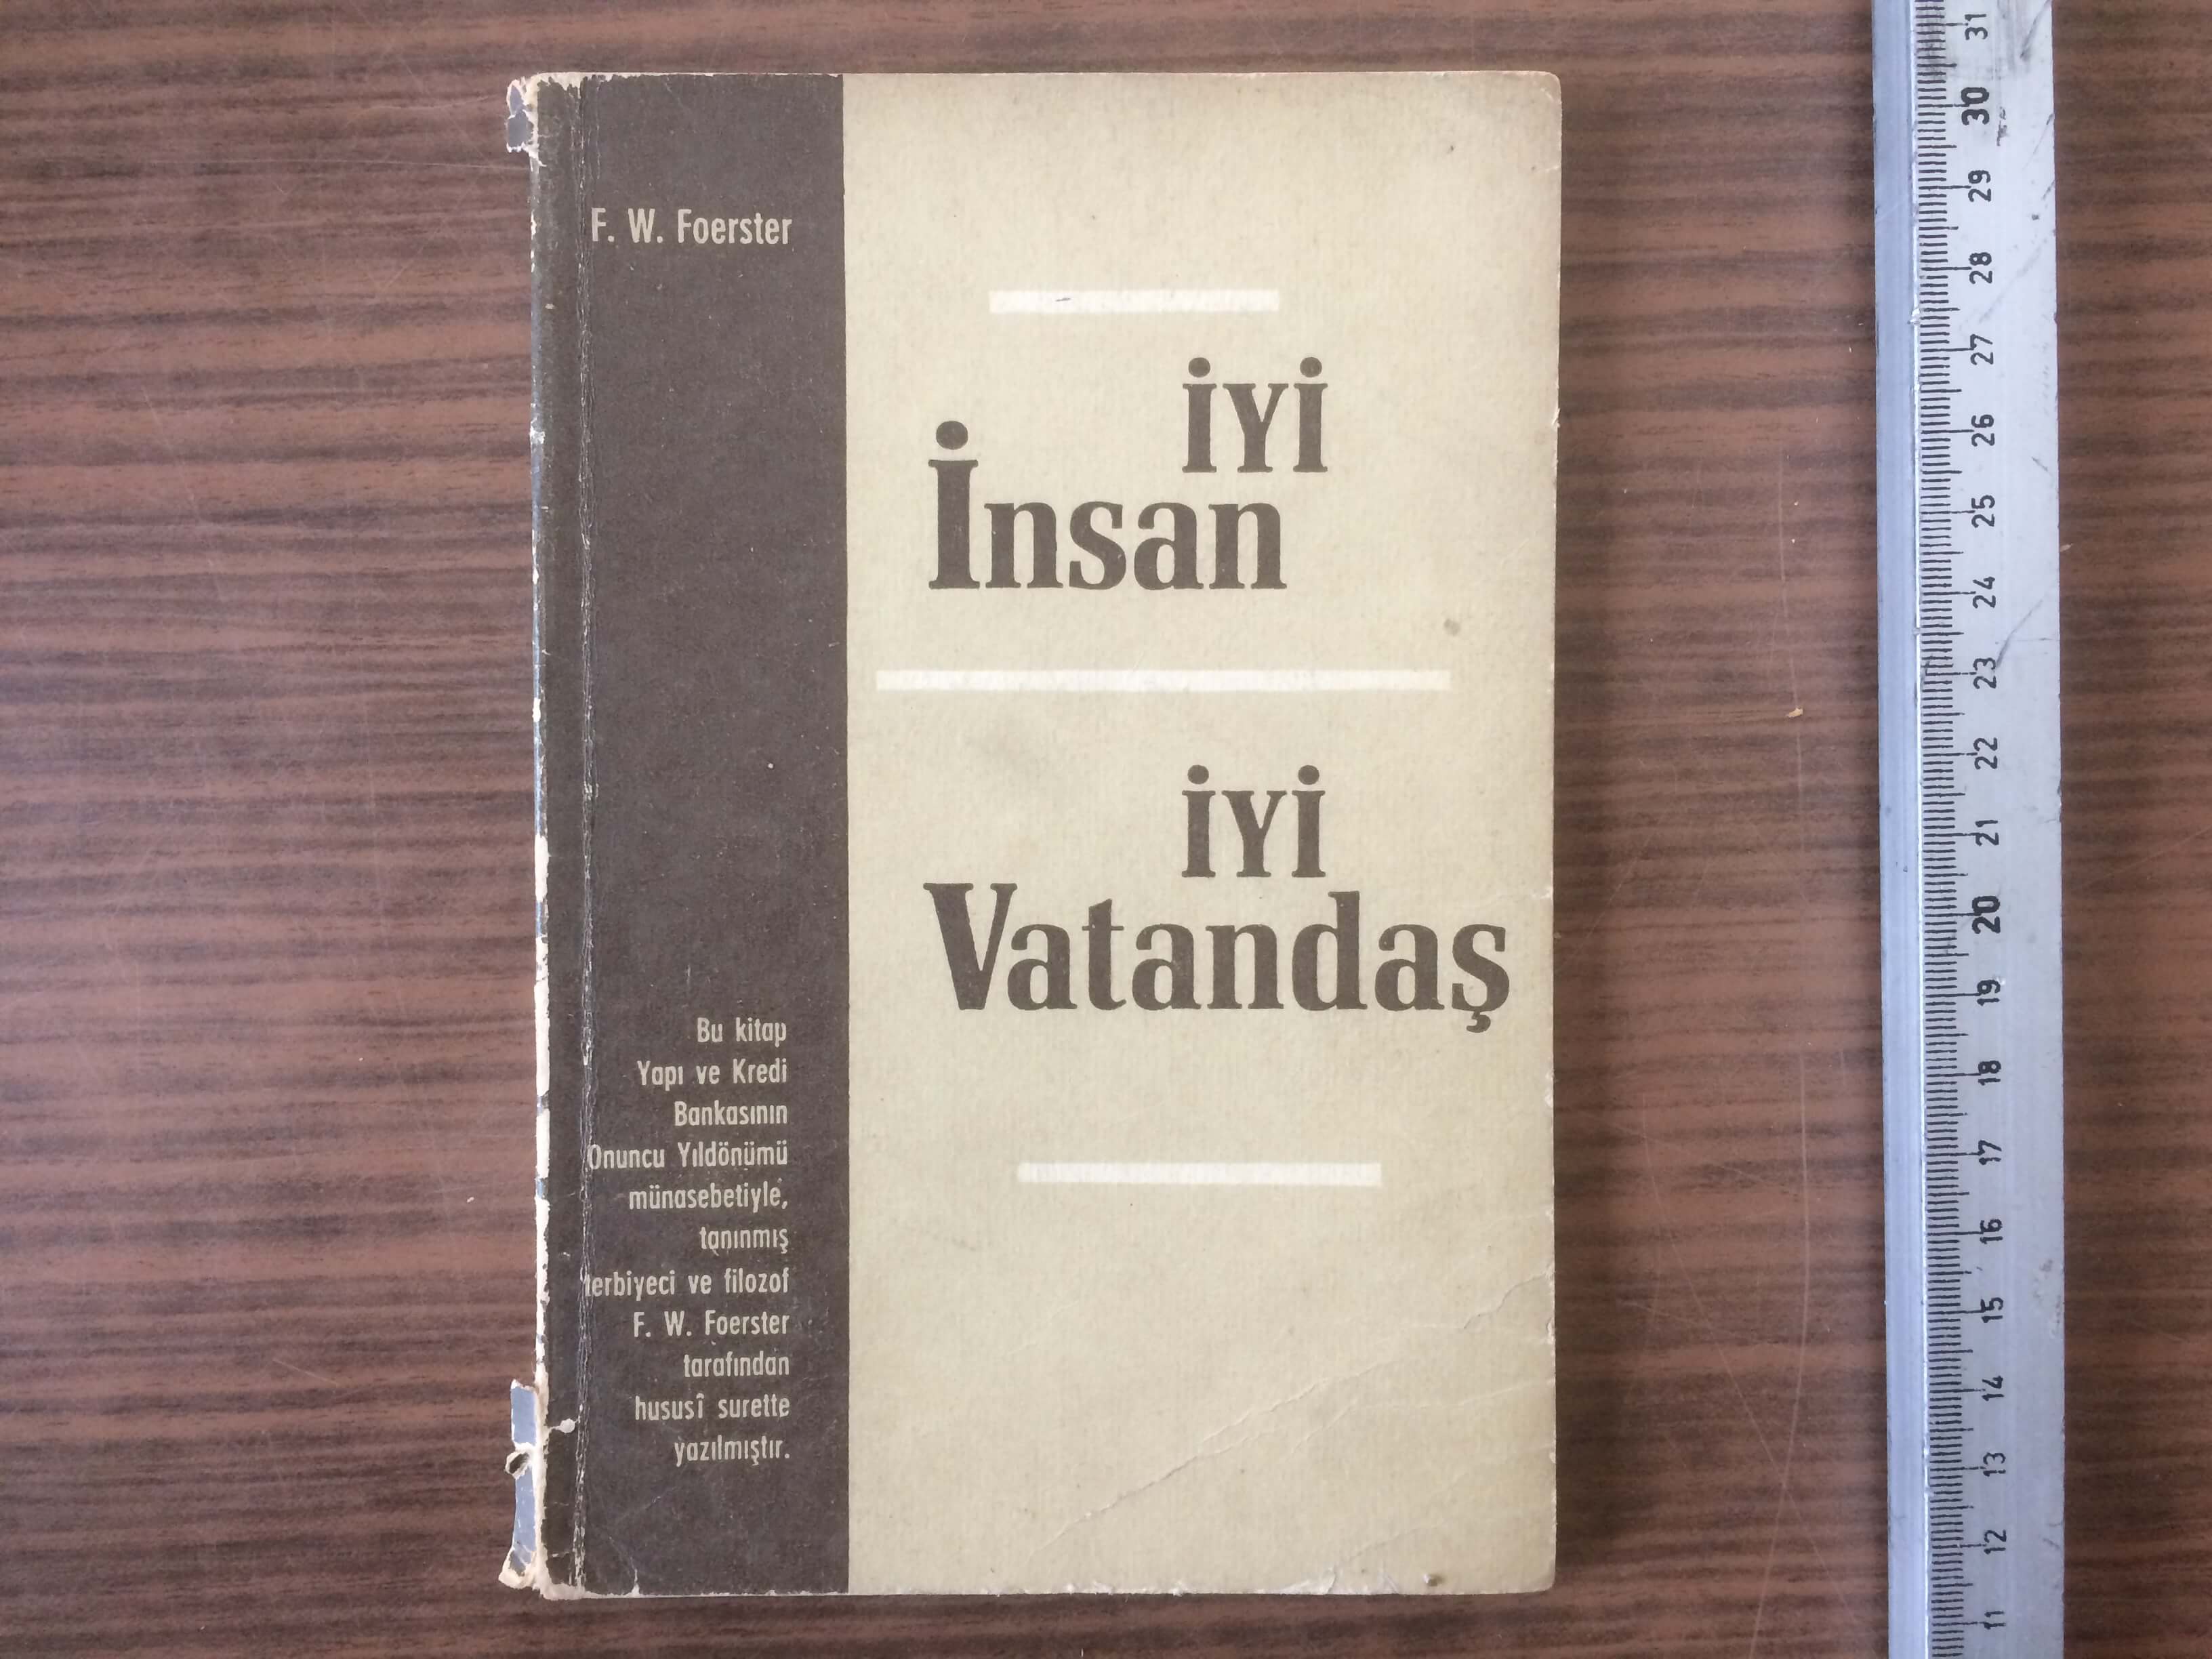 F. W. Foerster
İYİ
İnsan
İYİ
Vatandaş
Bu kitap
Yapı ve Kredi
Bankasının
Onuncu Yıldönümü
münasebetiyle,
tanınmış
terbiyeci ve filozof
F. W. Foerster
tarafından
hususî surette
yazılmıştır.
31
30
29
28
27
26
25
24
23
22
21
20
19
18
17
16
15
14
13
12
11